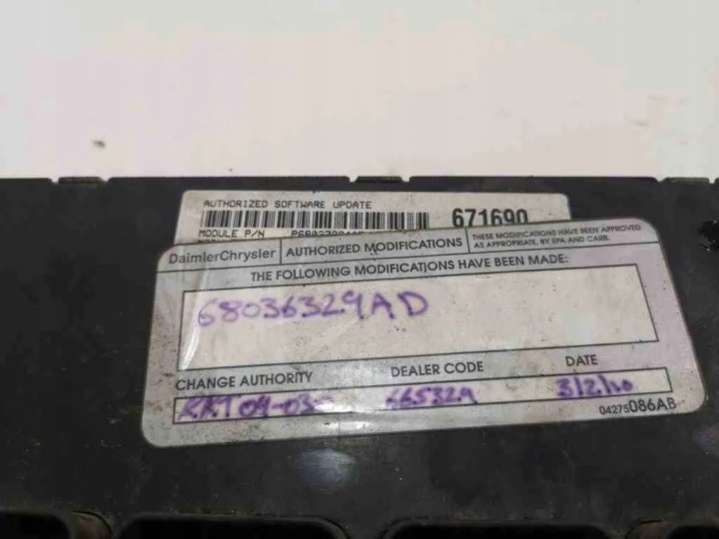 AUTHORIZED SOFTWARE UPDATE
MODULE P/N 671690
DaimlerChrysler AUTHORIZED MODIFICATIONS THESE MODIFICATIONS HAVE BEEN APPROVED
AS APPROPRIATE, BY EPA AND CARB.
THE FOLLOWING MODIFICATIONS HAVE BEEN MADE:
68036329AD
CHANGE AUTHORITY DEALER CODE DATE
66532A 3/2/10
04275086AB